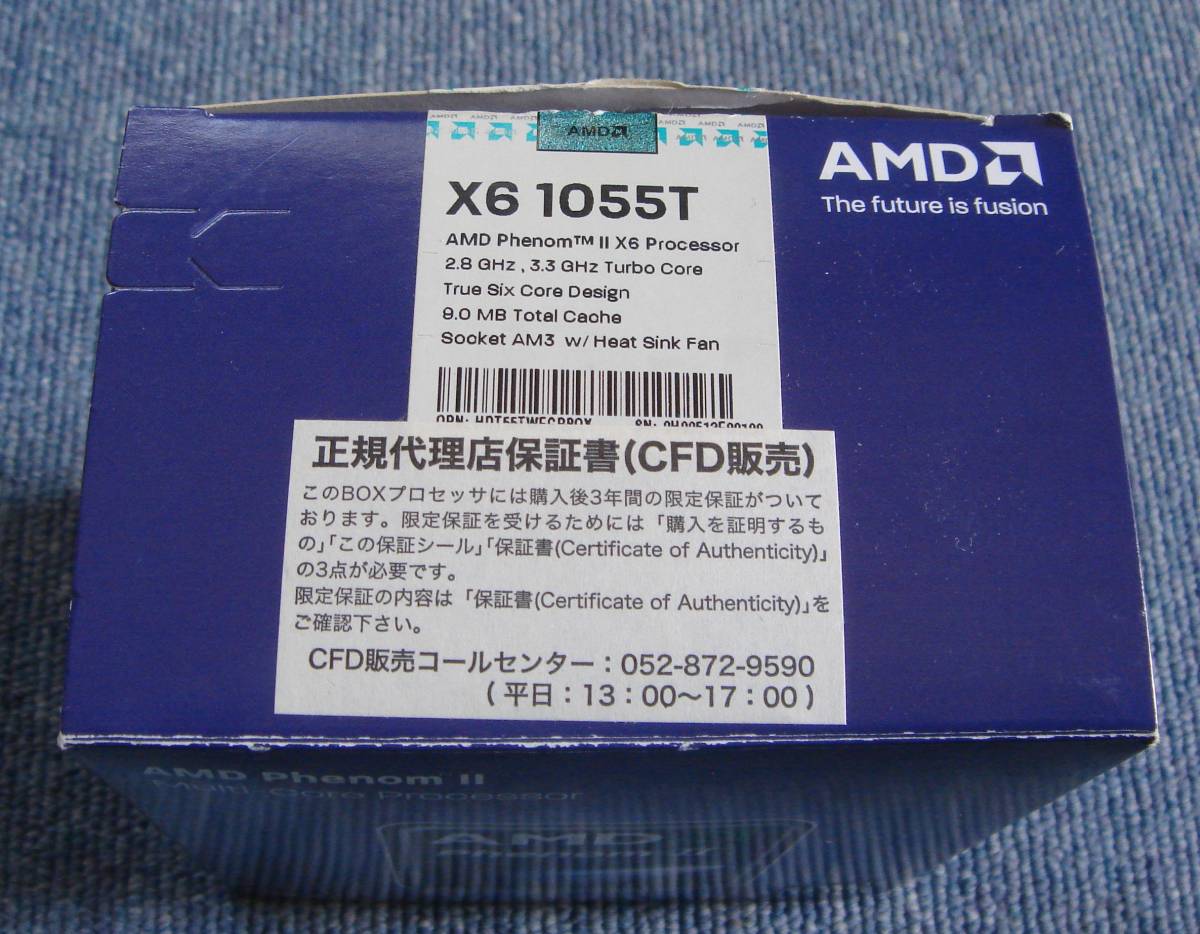 AMD
X6 1055T
AMD Phenom™ II X6 Processor
2.8 GHz , 3.3 GHz Turbo Core
True Six Core Design
9.0 MB Total Cache
Socket AM3 w/ Heat Sink Fan
AMD
The future is fusion
正規代理店保証書(CFD販売)
このBOXプロセッサには購入後3年間の限定保証がついて
おります。限定保証を受けるためには「購入を証明するも
の」「この保証シール」「保証書(Certificate of Authenticity)」
の3点が必要です。
限定保証の内容は「保証書(Certificate of Authenticity)」を
ご確認下さい。
CFD販売コールセンター：052-872-9590
（平日：13：00〜17：00）
AMD Phenom II
Multi-Core Processor
AMD
Phenom II